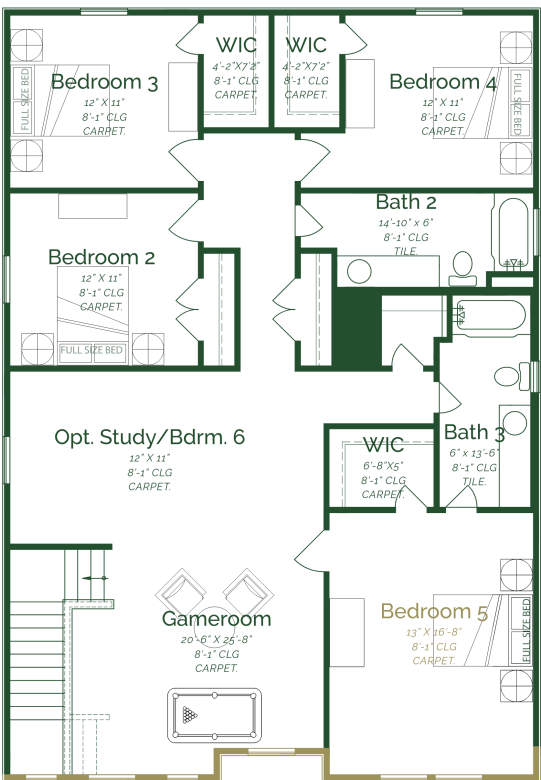 WIC
4'-2"X7'2"
8'-1" CLG
CARPET.
WIC
4'-2"X7'2"
8'-1" CLG
CARPET.
Bedroom 3
12" X 11"
8'-1" CLG
CARPET.
FULL SIZE BED
Bedroom 4
12" X 11"
8'-1" CLG
CARPET.
FULL SIZE BED
Bath 2
14'-10" x 6"
8'-1" CLG
TILE.
Bedroom 2
12" X 11"
8'-1" CLG
CARPET.
FULL SIZE BED
Opt. Study/Bdrm. 6
12" X 11"
8'-1" CLG
CARPET.
WIC
6'-8"X5"
8'-1" CLG
CARPET.
Bath 3
6" x 13'-6"
8'-1" CLG
TILE.
Gameroom
20'-6" X 25'-8"
8'-1" CLG
CARPET.
Bedroom 5
13" X 16'-8"
8'-1" CLG
CARPET.
FULL SIZE BED